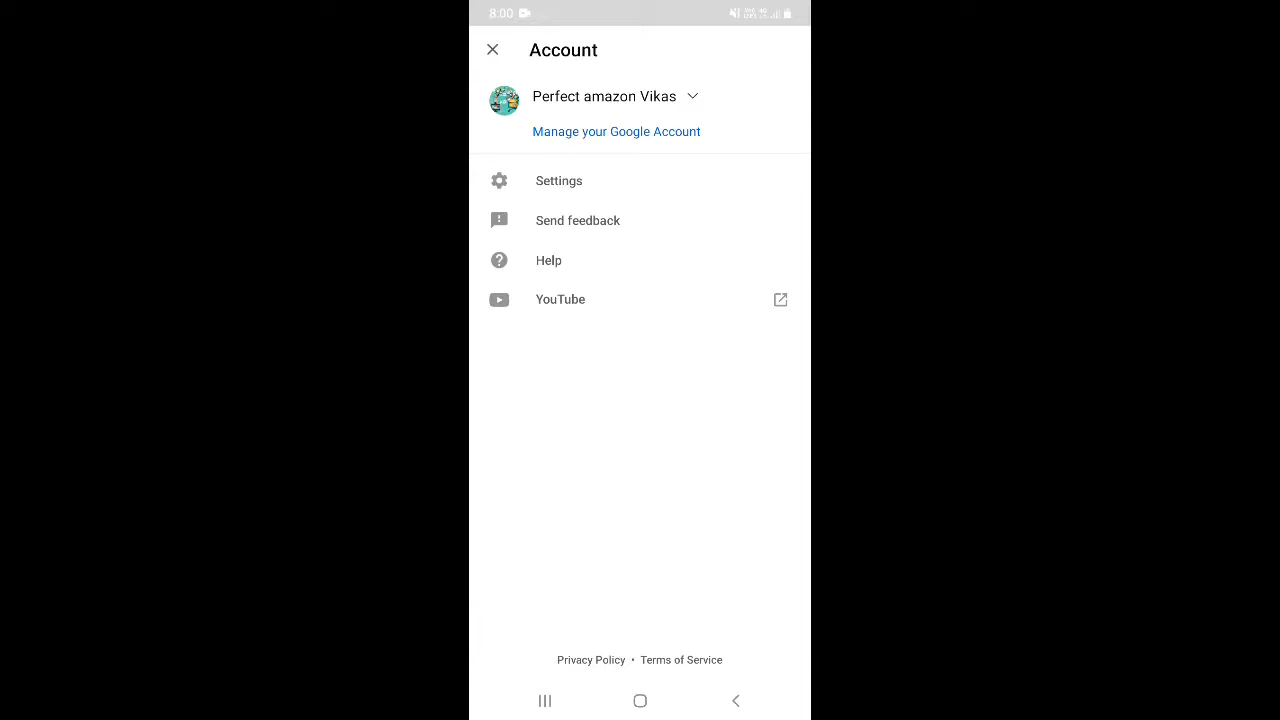 8:00
Account
Perfect amazon Vikas
Manage your Google Account
Settings
Send feedback
Help
YouTube
Privacy Policy • Terms of Service